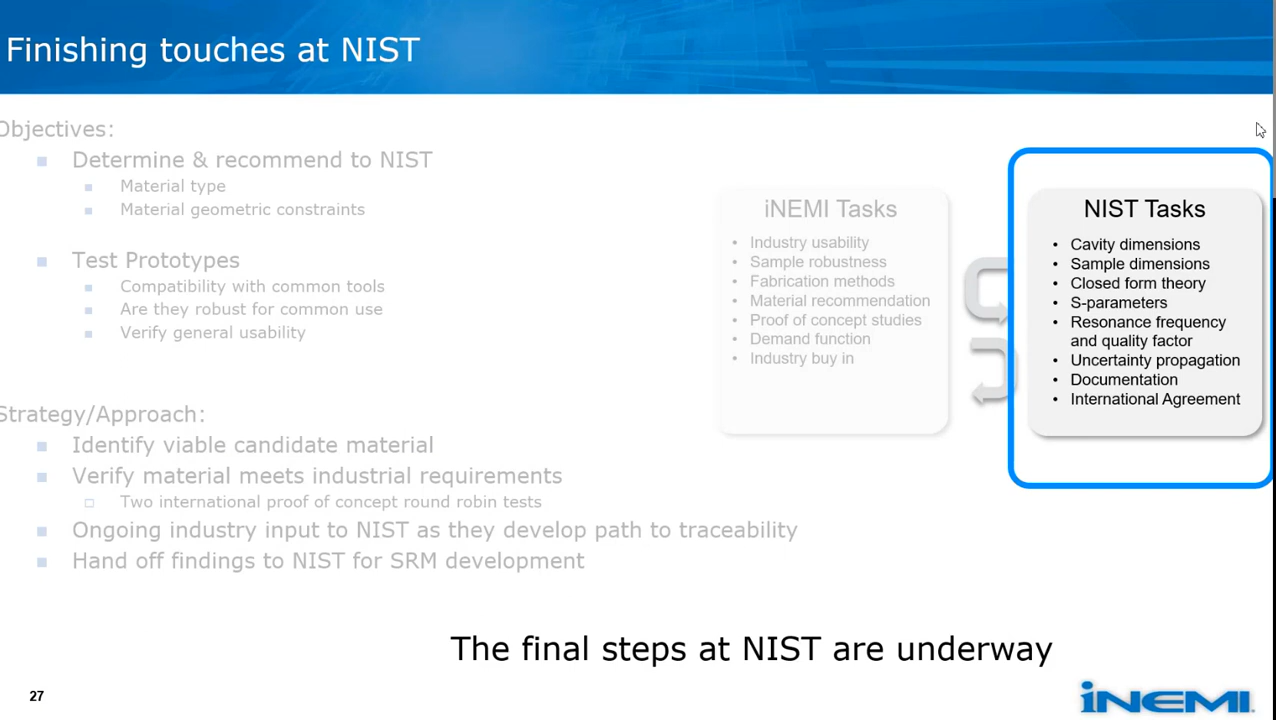 Finishing touches at NIST
Objectives:
Determine & recommend to NIST
Material type
Material geometric constraints
Test Prototypes
Compatibility with common tools
Are they robust for common use
Verify general usability
Strategy/Approach:
Identify viable candidate material
Verify material meets industrial requirements
Two international proof of concept round robin tests
Ongoing industry input to NIST as they develop path to traceability
Hand off findings to NIST for SRM development
iNEMI Tasks
• Industry usability
• Sample robustness
• Fabrication methods
• Material recommendation
• Proof of concept studies
• Demand function
• Industry buy in
NIST Tasks
• Cavity dimensions
• Sample dimensions
• Closed form theory
• S-parameters
• Resonance frequency
and quality factor
• Uncertainty propagation
• Documentation
• International Agreement
The final steps at NIST are underway
27
iNEMI